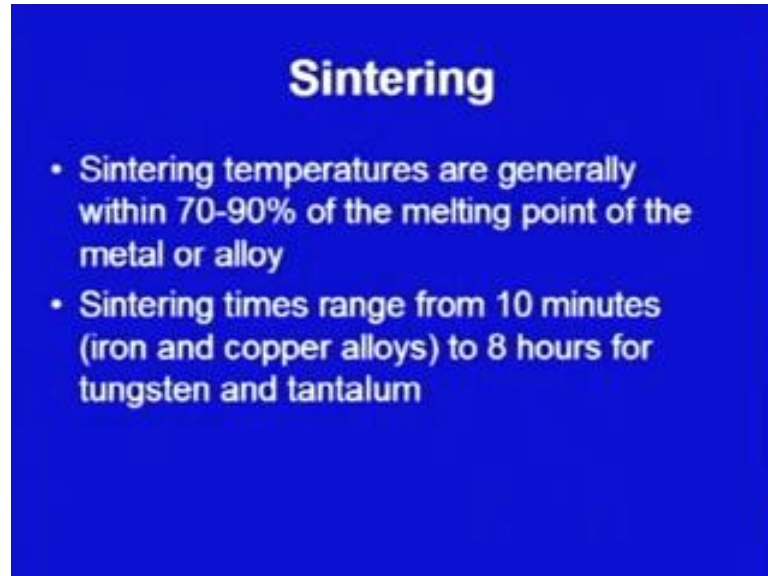 Sintering
• Sintering temperatures are generally
within 70-90% of the melting point of the
metal or alloy
• Sintering times range from 10 minutes
(iron and copper alloys) to 8 hours for
tungsten and tantalum